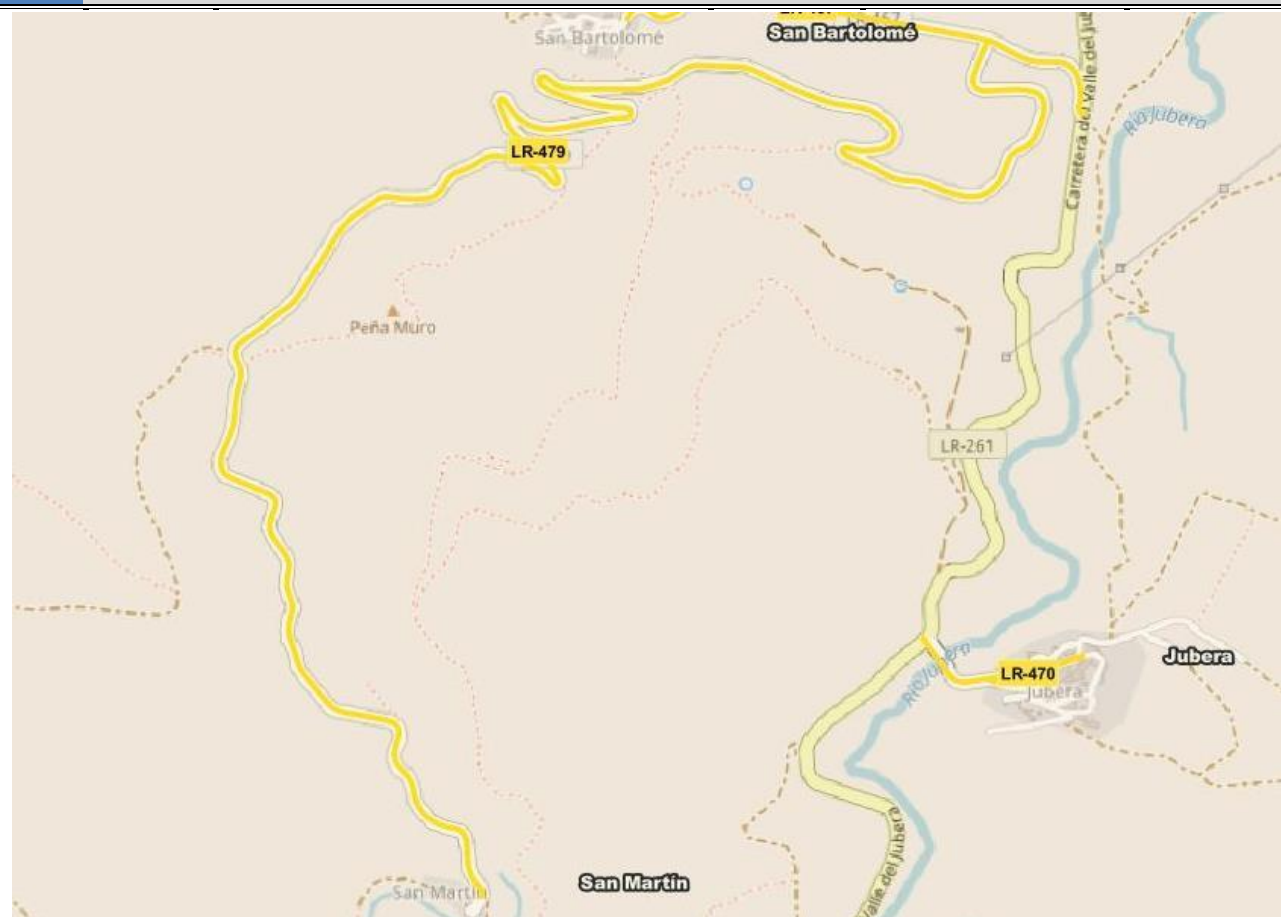 San Bartolomé
San Bartolomé
Carretera del Valle del Jub
Río Jubera
LR-479
Peña Muro
LR-261
Río Jubera
Jubera
LR-470
Jubera
San Martín
San Martín
Valle del Jubera